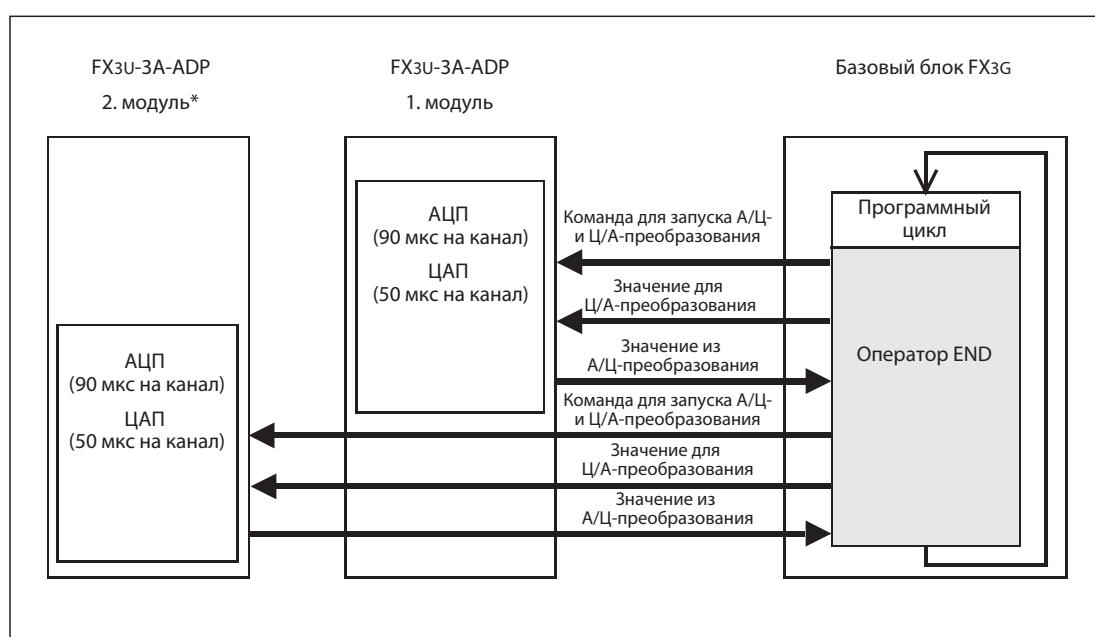 FX3U-3A-ADP
2. модуль*
FX3U-3A-ADP
1. модуль
Базовый блок FX3G
АЦП
(90 мкс на канал)
ЦАП
(50 мкс на канал)
АЦП
(90 мкс на канал)
ЦАП
(50 мкс на канал)
Команда для запуска А/Ц-
и Ц/А-преобразования
Значение для
Ц/А-преобразования
Значение из
А/Ц-преобразования
Команда для запуска А/Ц-
и Ц/А-преобразования
Значение для
Ц/А-преобразования
Значение из
А/Ц-преобразования
Программный
цикл
Оператор END